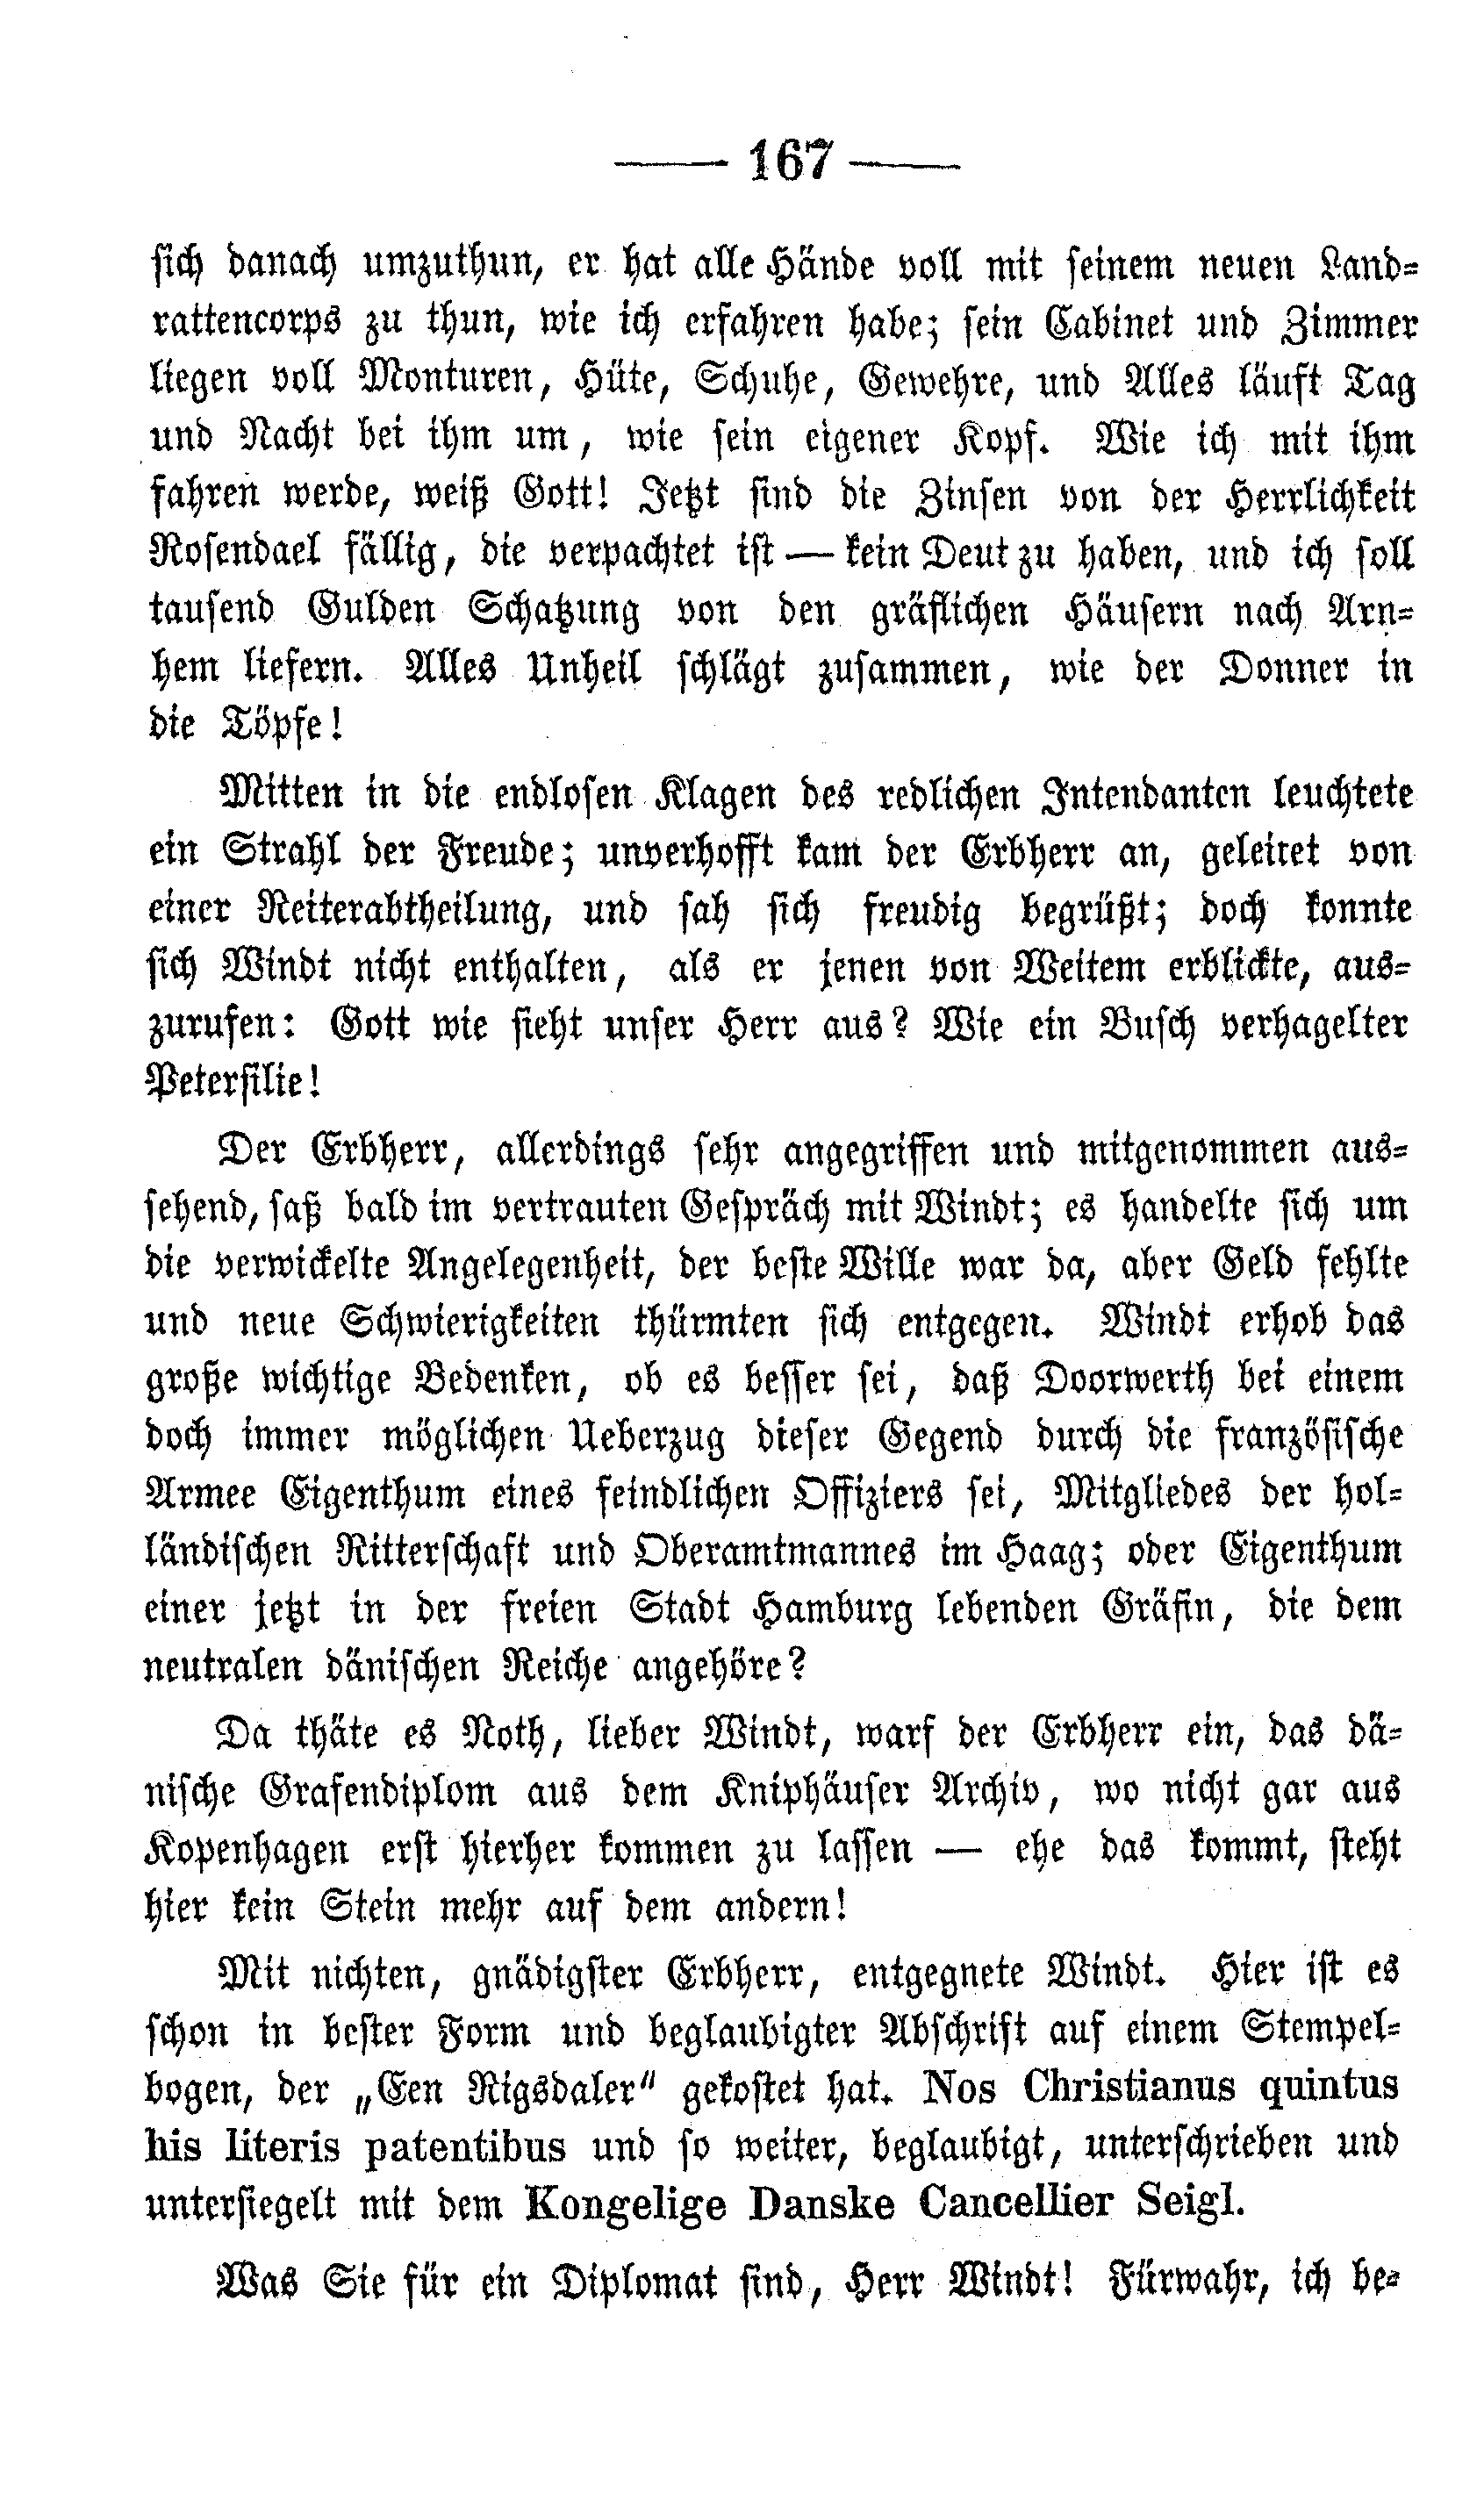 —— 167 ——
sich danach umzuthun, er hat alle Hände voll mit seinem neuen Land-
rattencorps zu thun, wie ich erfahren habe; sein Cabinet und Zimmer
liegen voll Monturen, Hüte, Schuhe, Gewehre, und Alles läuft Tag
und Nacht bei ihm um, wie sein eigener Kopf. Wie ich mit ihm
fahren werde, weiß Gott! Jetzt sind die Zinsen von der Herrlichkeit
Rosendael fällig, die verpachtet ist — kein Deut zu haben, und ich soll
tausend Gulden Schatzung von den gräflichen Häusern nach Arn-
hem liefern. Alles Unheil schlägt zusammen, wie der Donner in
die Töpfe!
Mitten in die endlosen Klagen des redlichen Intendanten leuchtete
ein Strahl der Freude; unverhofft kam der Erbherr an, geleitet von
einer Reiterabtheilung, und sah sich freudig begrüßt; doch konnte
sich Windt nicht enthalten, als er jenen von Weitem erblickte, aus-
zurufen: Gott wie sieht unser Herr aus? Wie ein Busch verhagelter
Petersilie!
Der Erbherr, allerdings sehr angegriffen und mitgenommen aus-
sehend, saß bald im vertrauten Gespräch mit Windt; es handelte sich um
die verwickelte Angelegenheit, der beste Wille war da, aber Geld fehlte
und neue Schwierigkeiten thürmten sich entgegen. Windt erhob das
große wichtige Bedenken, ob es besser sei, daß Doorwerth bei einem
doch immer möglichen Ueberzug dieser Gegend durch die französische
Armee Eigenthum eines feindlichen Offiziers sei, Mitgliedes der hol-
ländischen Ritterschaft und Oberamtmannes im Haag; oder Eigenthum
einer jetzt in der freien Stadt Hamburg lebenden Gräfin, die dem
neutralen dänischen Reiche angehöre?
Da thäte es Noth, lieber Windt, warf der Erbherr ein, das dä-
nische Grafendiplom aus dem Kniphäuser Archiv, wo nicht gar aus
Kopenhagen erst hierher kommen zu lassen — ehe das kommt, steht
hier kein Stein mehr auf dem andern!
Mit nichten, gnädigster Erbherr, entgegnete Windt. Hier ist es
schon in bester Form und beglaubigter Abschrift auf einem Stempel-
bogen, der „Een Rigsdaler“ gekostet hat. Nos Christianus quintus
his literis patentibus und so weiter, beglaubigt, unterschrieben und
untersiegelt mit dem Kongelige Danske Cancellier Seigl.
Was Sie für ein Diplomat sind, Herr Windt! Fürwahr, ich be-